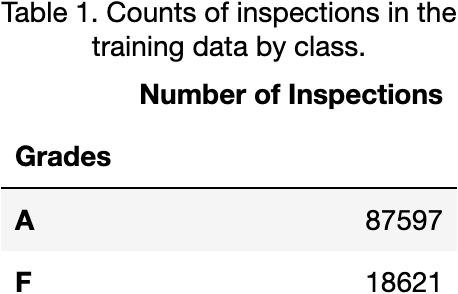 Table 1. Counts of inspections in the
training data by class.
Number of Inspections
Grades
A 87597
F 18621